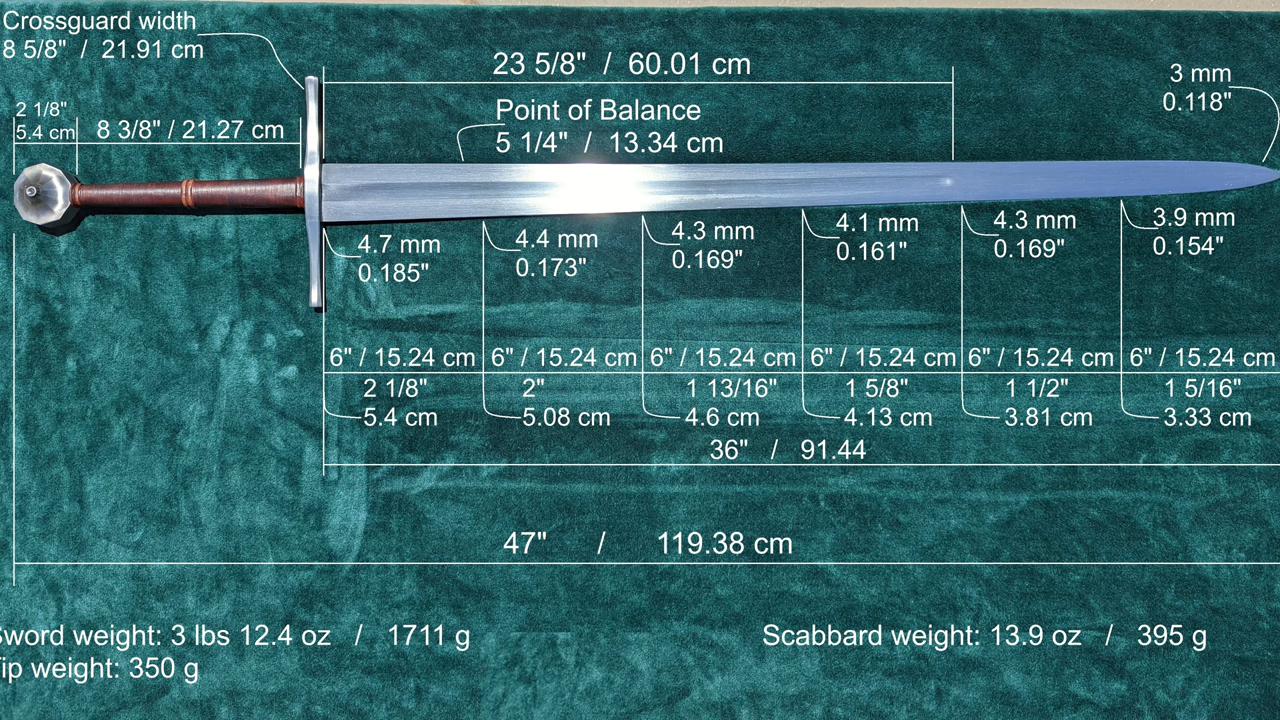 Crossguard width
8 5/8" / 21.91 cm
23 5/8" / 60.01 cm
3 mm
0.118"
2 1/8"
5.4 cm
8 3/8" / 21.27 cm
Point of Balance
5 1/4" / 13.34 cm
4.7 mm
0.185"
4.4 mm
0.173"
4.3 mm
0.169"
4.1 mm
0.161"
4.3 mm
0.169"
3.9 mm
0.154"
6" / 15.24 cm
6" / 15.24 cm
6" / 15.24 cm
6" / 15.24 cm
6" / 15.24 cm
6" / 15.24 cm
2 1/8"
5.4 cm
2"
5.08 cm
1 13/16"
4.6 cm
1 5/8"
4.13 cm
1 1/2"
3.81 cm
1 5/16"
3.33 cm
36" / 91.44
47" / 119.38 cm
Sword weight: 3 lbs 12.4 oz / 1711 g
Tip weight: 350 g
Scabbard weight: 13.9 oz / 395 g